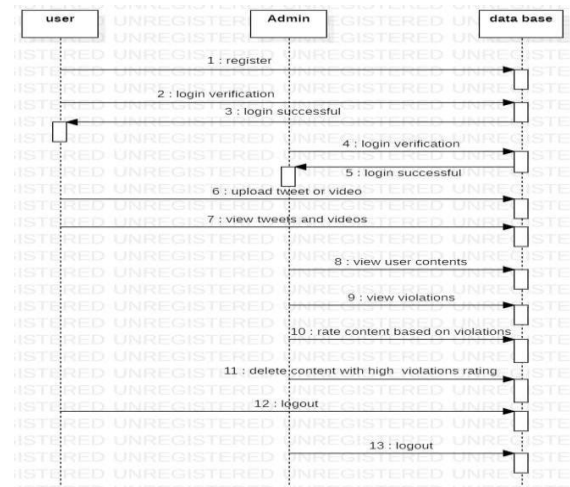 user Admin data base
1 : register
2 : login verification
3 : login successful
4 : login verification
5 : login successful
6 : upload tweet or video
7 : view tweets and videos
8 : view user contents
9 : view violations
10 : rate content based on violations
11 : delete content with high violations rating
12 : logout
13 : logout